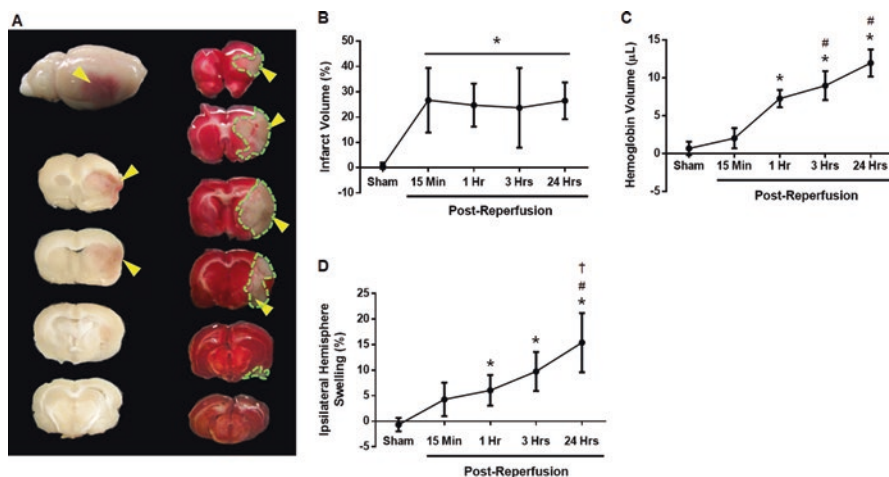 A
B
*
Infarct Volume (%)
50
40
30
20
10
0
-10
Sham 15 Min 1 Hr 3 Hrs 24 Hrs
Post-Reperfusion
C
Hemoglobin Volume (µL)
15
10
5
0
-5
*
#
*
#
*
Sham 15 Min 1 Hr 3 Hrs 24 Hrs
Post-Reperfusion
D
Ipsilateral Hemisphere
Swelling (%)
25
20
15
10
5
0
-5
*
*
†
#
*
Sham 15 Min 1 Hr 3 Hrs 24 Hrs
Post-Reperfusion